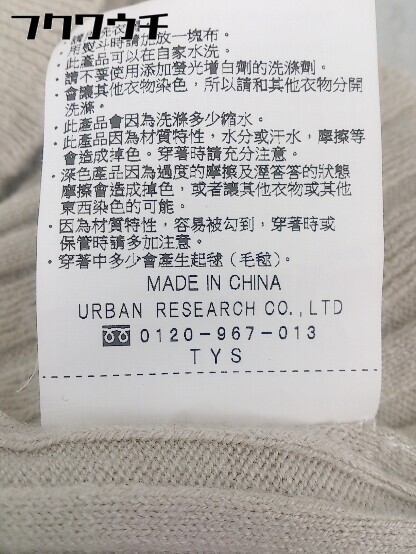 フクワウチ
洗衣
用熨斗時請加放一塊布。
・此產品可以在自家水洗。
・請不要使用添加螢光增白劑的洗滌劑。
・會讓其他衣物染色，所以請和其他衣物分開
洗滌。
・此產品會因為洗滌多少縮水。
・此產品因為材質特性，水分或汗水，摩擦等
會造成掉色。穿著時請充分注意。
・深色產品因為過度的摩擦及溼答答的狀態
摩擦會造成掉色，或者讓其他衣物或其他
東西染色的可能。
・因為材質特性，容易被勾到，穿著時或
保管時請多加注意。
・穿著中多少會產生起毬（毛毬）。
MADE IN CHINA
URBAN RESEARCH CO.,LTD
0120-967-013
TYS